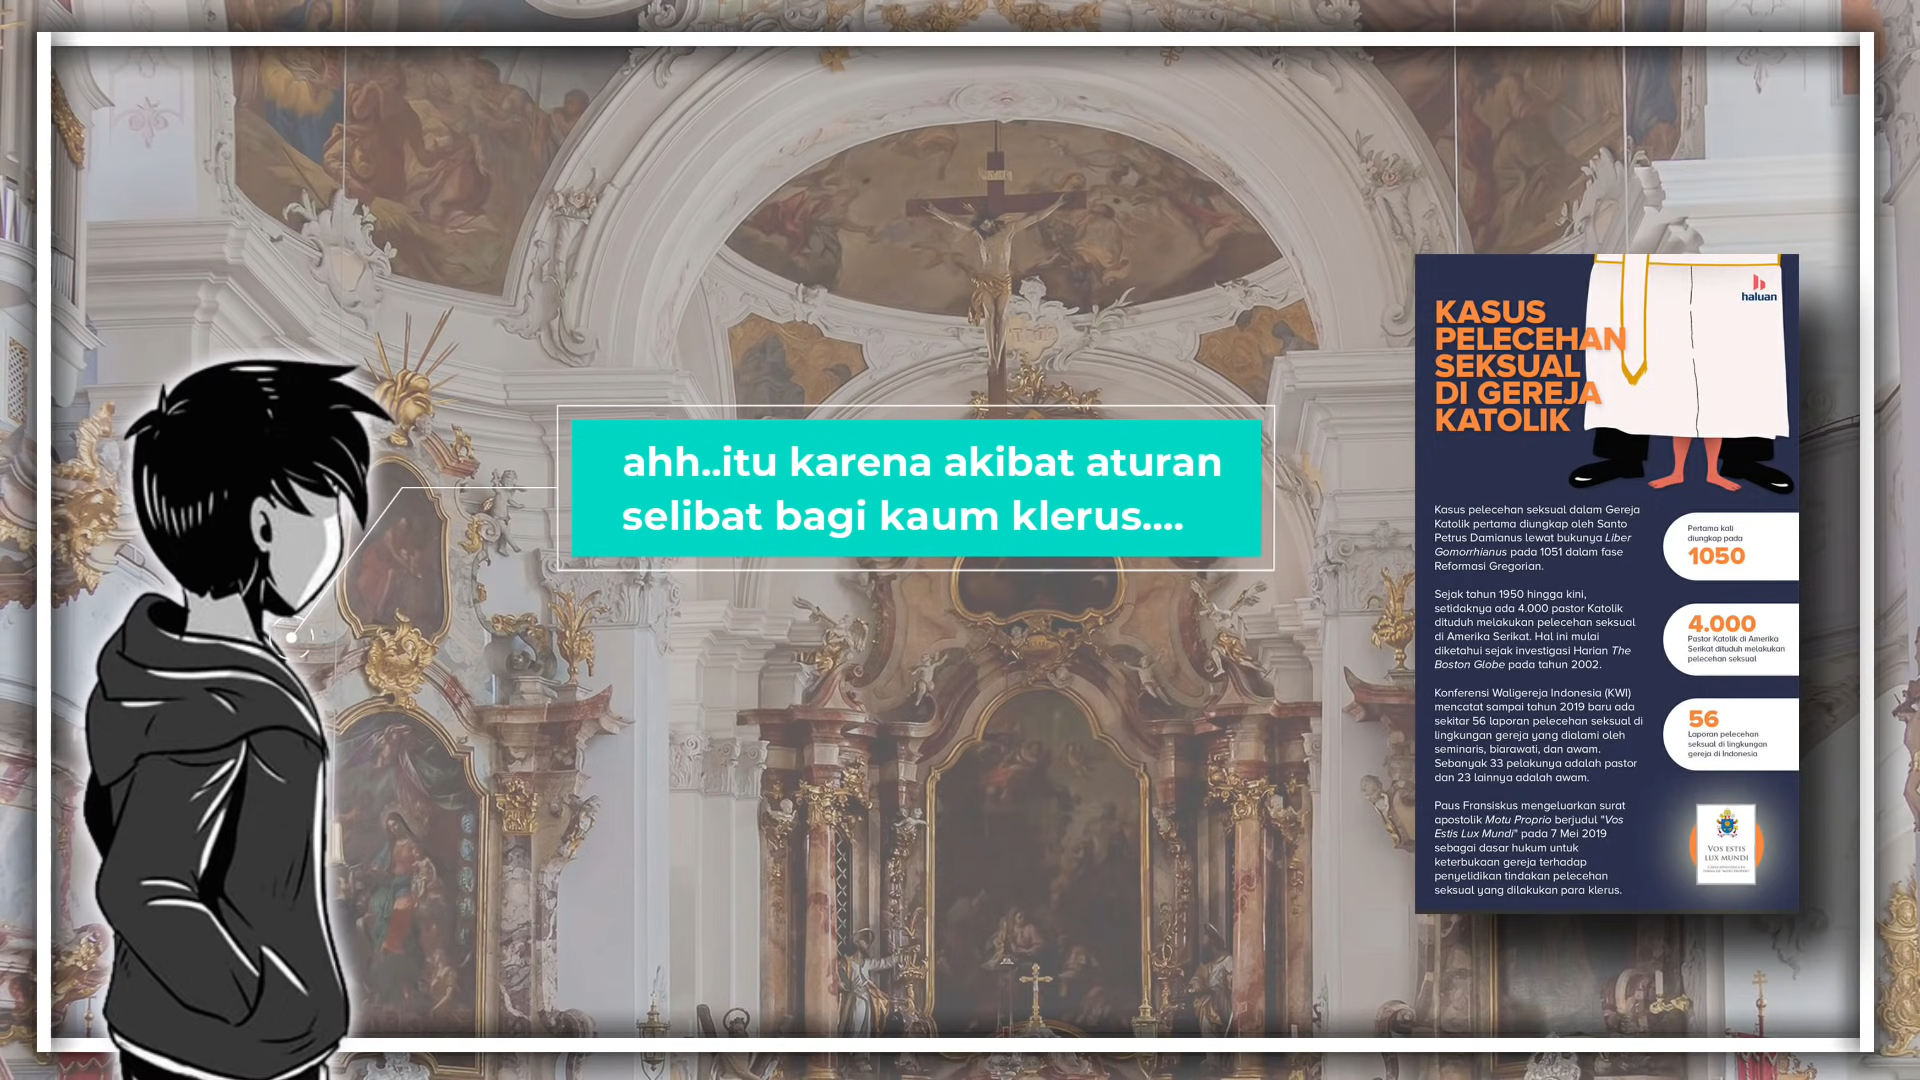 ahh..itu karena akibat aturan
selibat bagi kaum klerus....
haluan
KASUS
PELECEHAN
SEKSUAL
DI GEREJA
KATOLIK
Kasus pelecehan seksual dalam Gereja
Katolik pertama diungkap oleh Santo
Petrus Damianus lewat bukunya Liber
Gomorrhianus pada 1051 dalam fase
Reformasi Gregorian.
Sejak tahun 1950 hingga kini,
setidaknya ada 4.000 pastor Katolik
dituduh melakukan pelecehan seksual
di Amerika Serikat. Hal ini mulai
diketahui sejak investigasi Harian The
Boston Globe pada tahun 2002.
Konferensi Waligereja Indonesia (KWI)
mencatat sampai tahun 2019 baru ada
sekitar 56 laporan pelecehan seksual di
lingkungan gereja yang dialami oleh
seminaris, biarawati, dan awam.
Sebanyak 33 pelakunya adalah pastor
dan 23 lainnya adalah awam.
Paus Fransiskus mengeluarkan surat
apostolik Motu Proprio berjudul "Vos
Estis Lux Mundi" pada 7 Mei 2019
sebagai dasar hukum untuk
keterbukaan gereja terhadap
penyelidikan tindakan pelecehan
seksual yang dilakukan para klerus.
Pertama kali
diungkap pada
1050
4.000
Pastor Katolik di Amerika
Serikat dituduh melakukan
pelecehan seksual
56
Laporan pelecehan
seksual di lingkungan
gereja di Indonesia
VOS ESTIS
LUX MUNDI